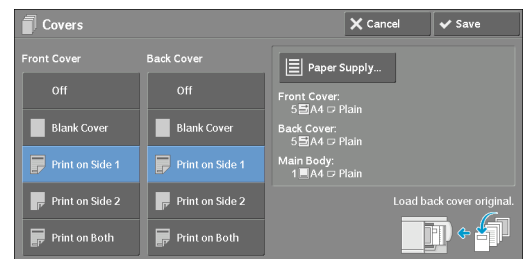 Covers
Cancel
Save
Front Cover
Back Cover
Off
Blank Cover
Print on Side 1
Print on Side 2
Print on Both
Off
Blank Cover
Print on Side 1
Print on Side 2
Print on Both
Paper Supply...
Front Cover:
5 A4 Plain
Back Cover:
5 A4 Plain
Main Body:
1 A4 Plain
Load back cover original.